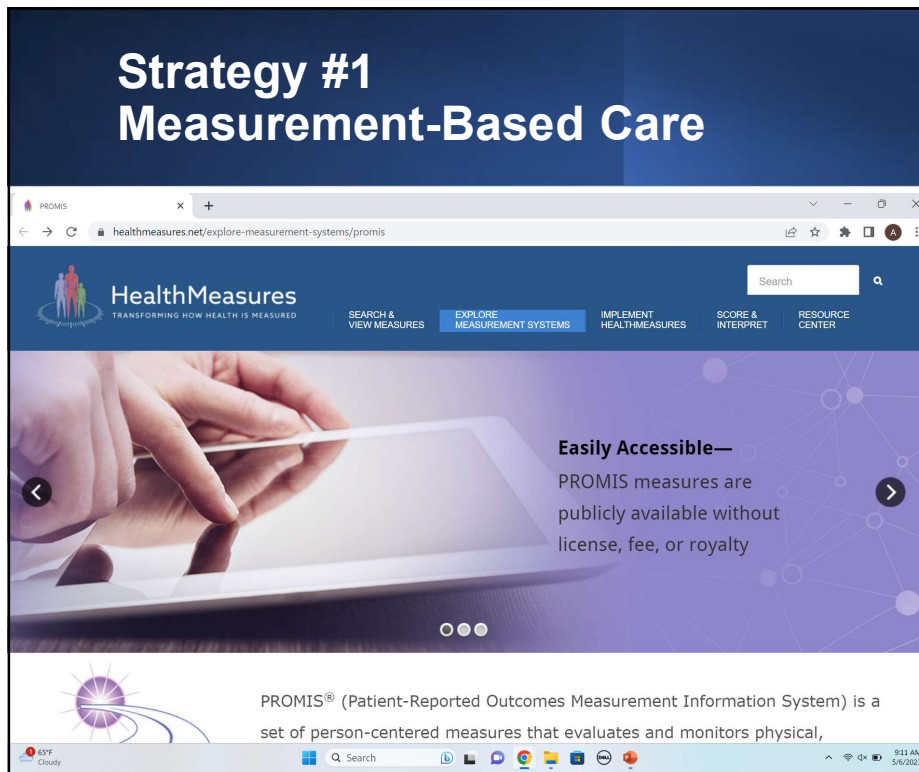 Strategy #1
Measurement-Based Care
PROMIS
healthmeasures.net/explore-measurement-systems/promis
A
Search
HealthMeasures
TRANSFORMING HOW HEALTH IS MEASURED
SEARCH &
VIEW MEASURES
EXPLORE
MEASUREMENT SYSTEMS
IMPLEMENT
HEALTHMEASURES
SCORE &
INTERPRET
RESOURCE
CENTER
Easily Accessible—
PROMIS measures are
publicly available without
license, fee, or royalty
PROMIS® (Patient-Reported Outcomes Measurement Information System) is a
set of person-centered measures that evaluates and monitors physical,
1
65°F
Cloudy
Search
DELL
9:11 AM